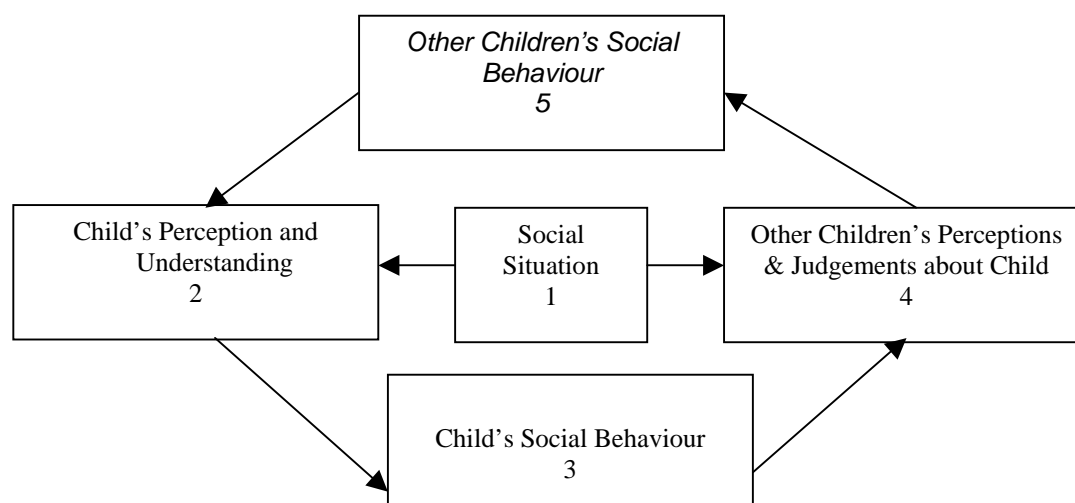 Other Children’s Social
Behaviour
5
Child’s Perception and
Understanding
2
Social
Situation
1
Other Children’s Perceptions
& Judgements about Child
4
Child’s Social Behaviour
3